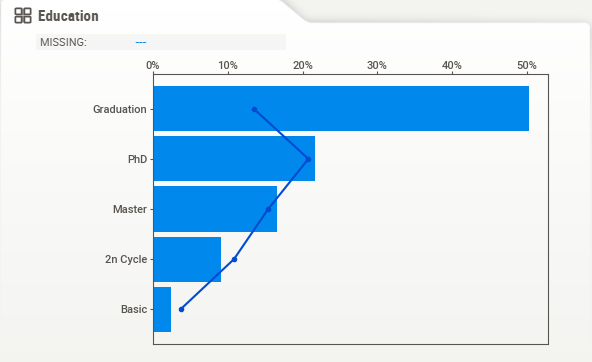 Education
MISSING: ---
0% 10% 20% 30% 40% 50%
Graduation
PhD
Master
2n Cycle
Basic